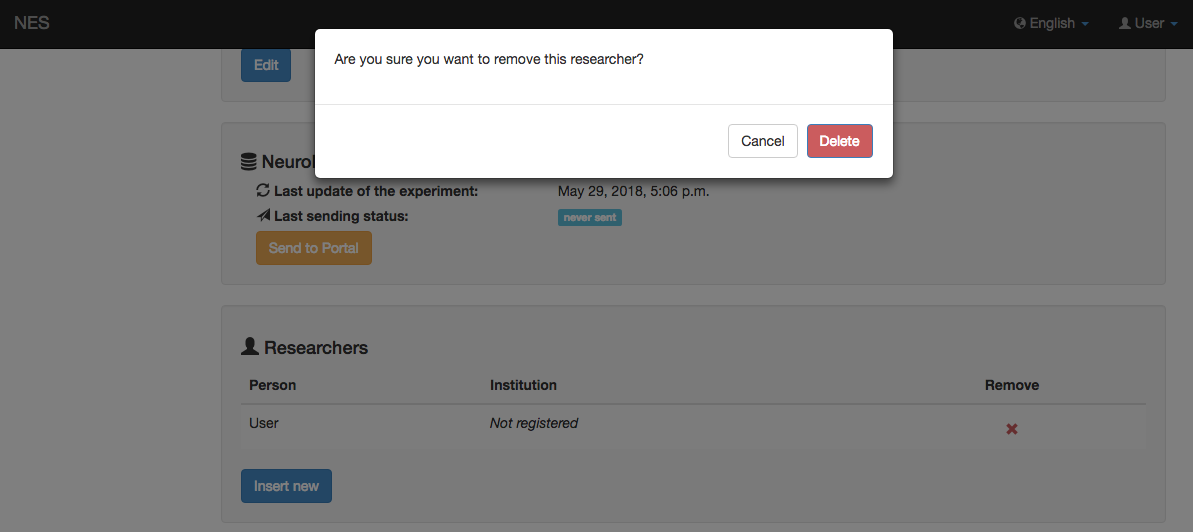 NES
English
User
Are you sure you want to remove this researcher?
Cancel
Delete
Edit
Last update of the experiment:
May 29, 2018, 5:06 p.m.
Last sending status:
never sent
Send to Portal
Researchers
Person
Institution
Remove
User
Not registered
Insert new